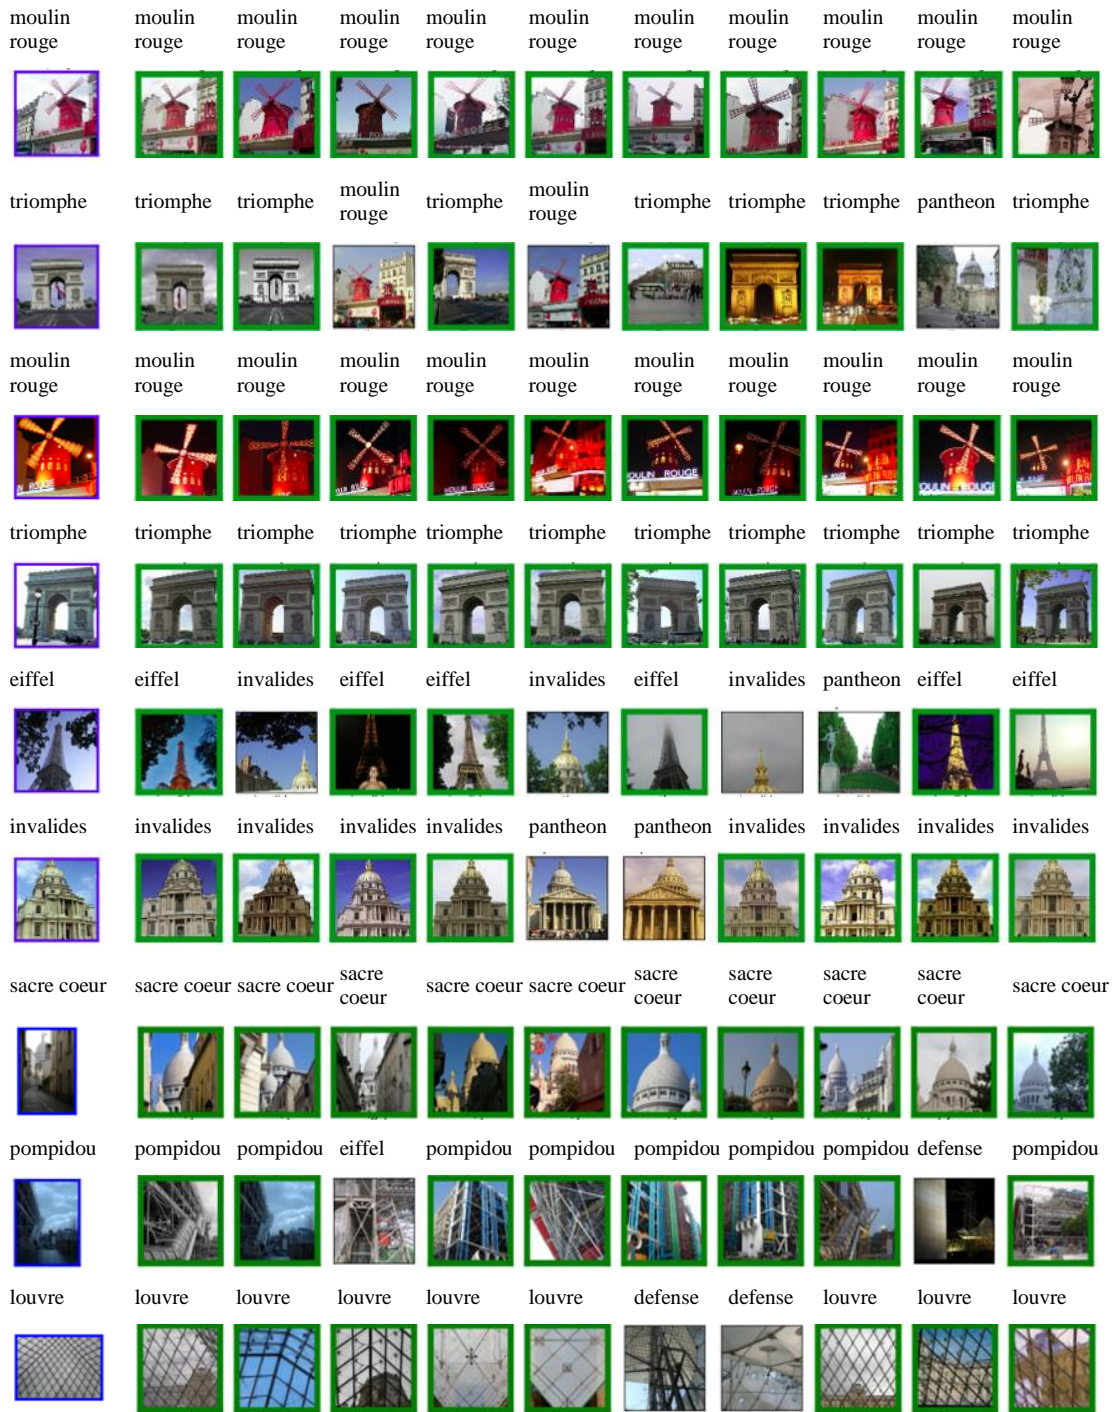 moulin moulin moulin moulin moulin moulin moulin moulin moulin moulin moulin
rouge rouge rouge rouge rouge rouge rouge rouge rouge rouge rouge
triomphe triomphe triomphe moulin rouge triomphe moulin rouge triomphe triomphe triomphe pantheon triomphe
moulin moulin moulin moulin moulin moulin moulin moulin moulin moulin moulin
rouge rouge rouge rouge rouge rouge rouge rouge rouge rouge rouge
MOULIN ROUGE
triomphe triomphe triomphe triomphe triomphe triomphe triomphe triomphe triomphe triomphe triomphe
eiffel eiffel invalides eiffel eiffel invalides eiffel invalides pantheon eiffel eiffel
invalides invalides invalides invalides invalides pantheon pantheon invalides invalides invalides invalides
sacre coeur sacre coeur sacre coeur sacre coeur sacre coeur sacre coeur sacre coeur sacre coeur sacre coeur sacre coeur sacre coeur
pompidou pompidou pompidou eiffel pompidou pompidou pompidou pompidou pompidou defense pompidou
louvre louvre louvre louvre louvre louvre defense defense louvre louvre louvre